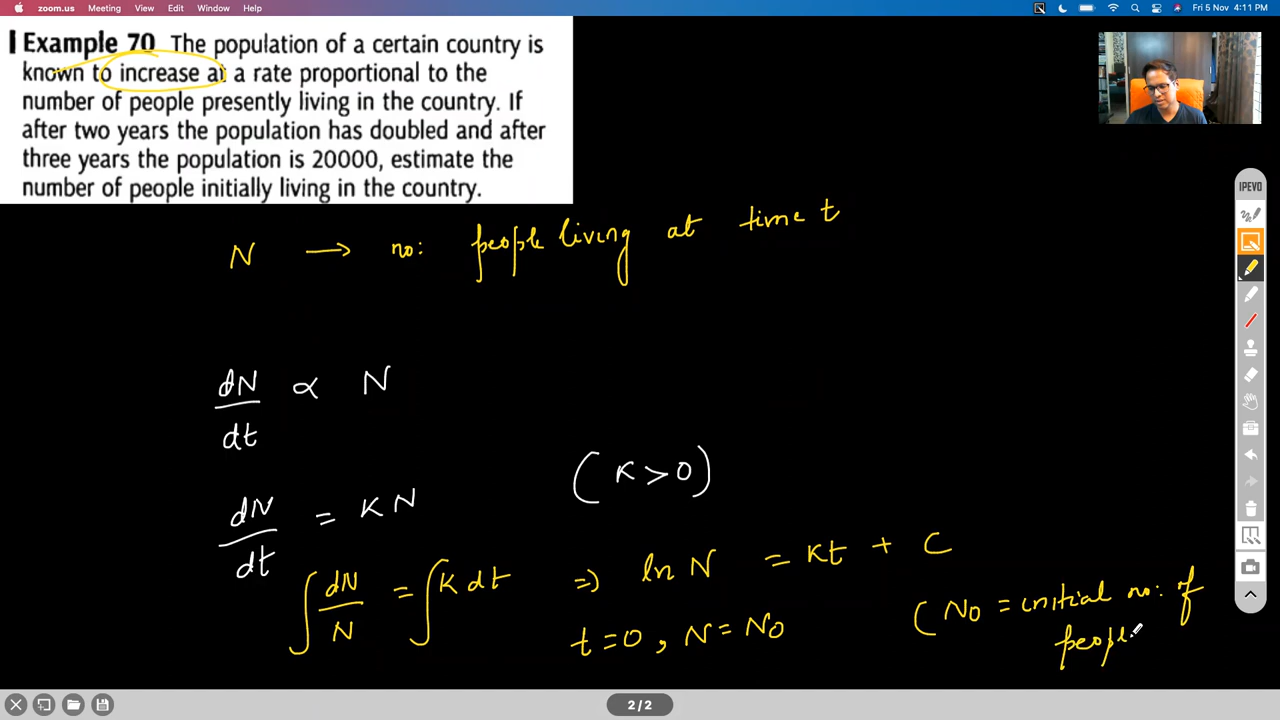 zoom.us Meeting View Edit Window Help Fri 5 Nov 4:11 PM
Example 70 The population of a certain country is
known to increase at a rate proportional to the
number of people presently living in the country. If
after two years the population has doubled and after
three years the population is 20000, estimate the
number of people initially living in the country.
IPEVO
N → no: people living at time t
dN/dt ∝ N
dN/dt = KN (K > 0)
∫ dN/N = ∫ K dt ⇒ ln N = Kt + C
t = 0, N = N₀ ( N₀ = initial no: of
people
2/2